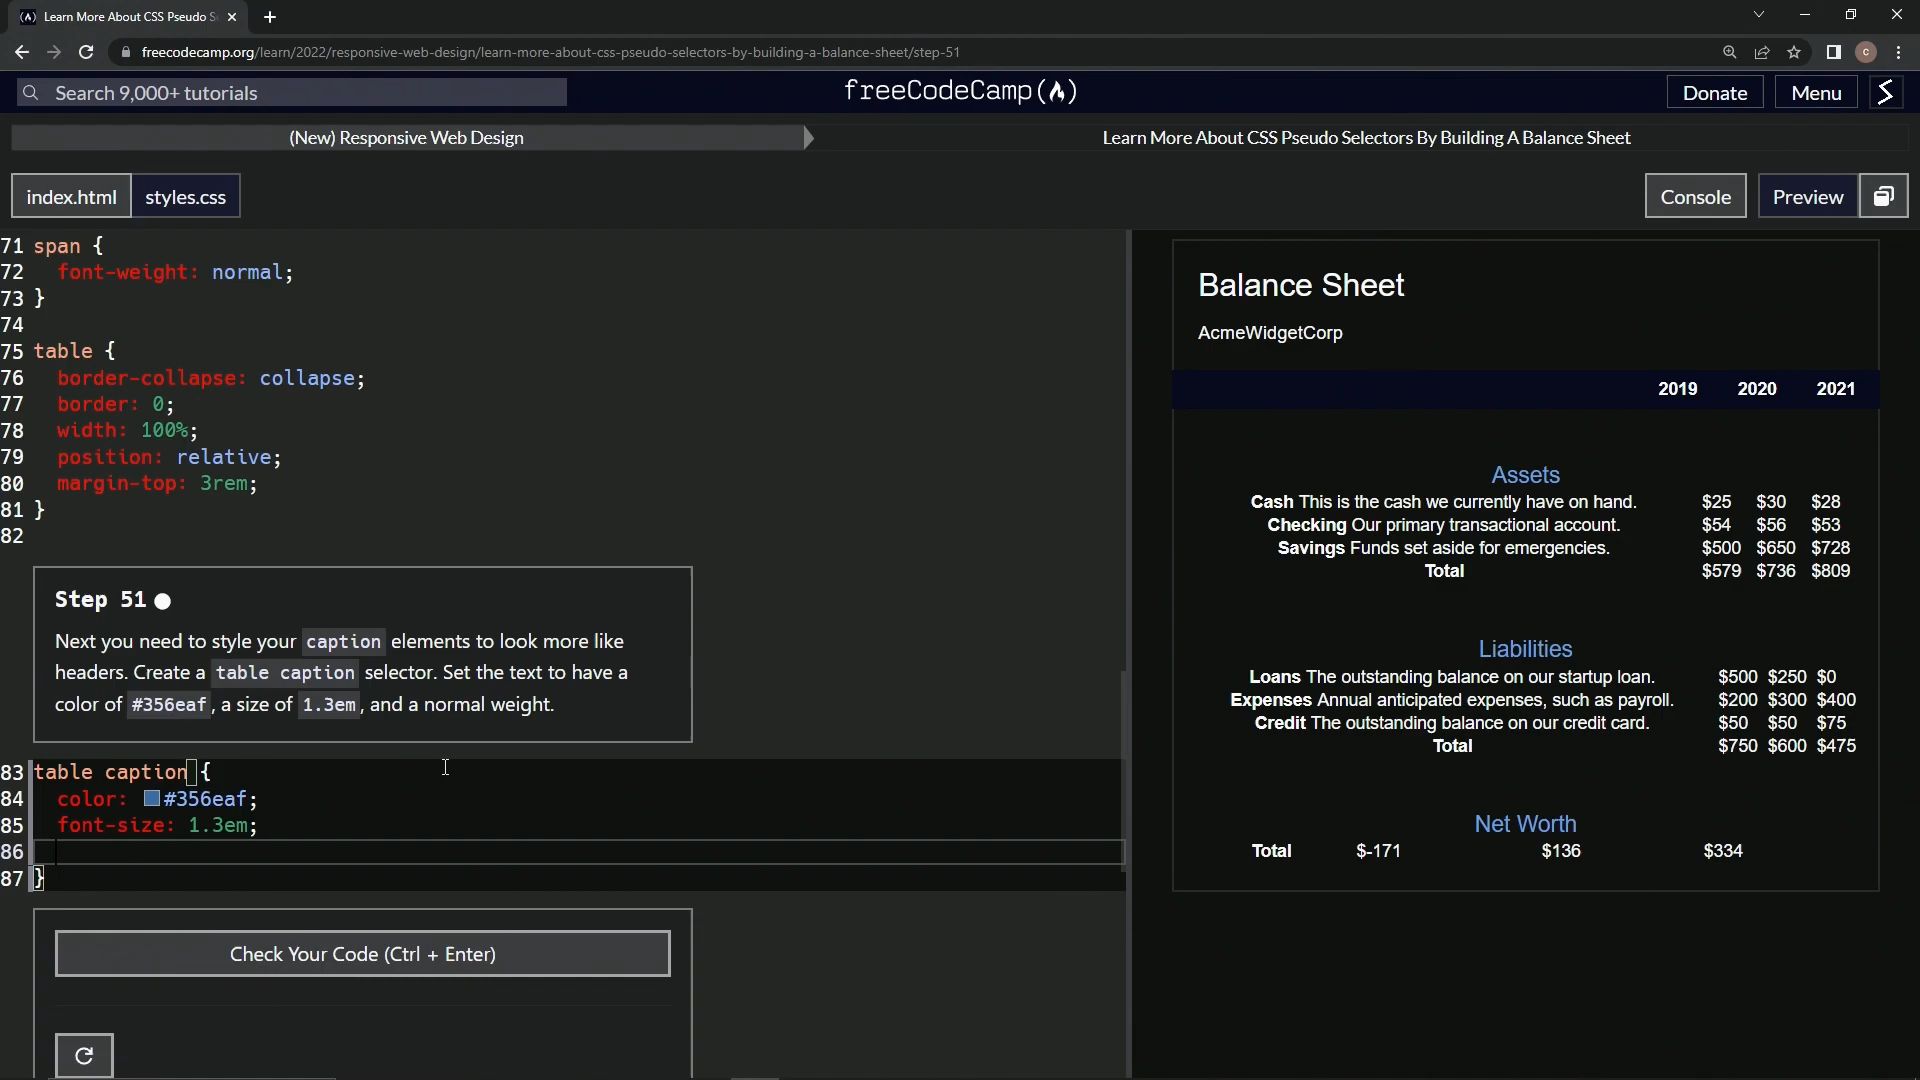 Learn More About CSS Pseudo S
freecodecamp.org/learn/2022/responsive-web-design/learn-more-about-css-pseudo-selectors-by-building-a-balance-sheet/step-51
c
Search 9,000+ tutorials
freeCodeCamp
Donate
Menu
(New) Responsive Web Design
Learn More About CSS Pseudo Selectors By Building A Balance Sheet
index.html
styles.css
Console
Preview
71 span {
72 font-weight: normal;
73 }
74
75 table {
76 border-collapse: collapse;
77 border: 0;
78 width: 100%;
79 position: relative;
80 margin-top: 3rem;
81 }
82
Step 51
Next you need to style your caption elements to look more like
headers. Create a table caption selector. Set the text to have a
color of #356eaf, a size of 1.3em, and a normal weight.
83 table caption {
84 color: #356eaf;
85 font-size: 1.3em;
86
87 }
Check Your Code (Ctrl + Enter)
Balance Sheet
AcmeWidgetCorp
2019 2020 2021
Assets
Cash This is the cash we currently have on hand. $25 $30 $28
Checking Our primary transactional account. $54 $56 $53
Savings Funds set aside for emergencies. $500 $650 $728
Total $579 $736 $809
Liabilities
Loans The outstanding balance on our startup loan. $500 $250 $0
Expenses Annual anticipated expenses, such as payroll. $200 $300 $400
Credit The outstanding balance on our credit card. $50 $50 $75
Total $750 $600 $475
Net Worth
Total $-171 $136 $334